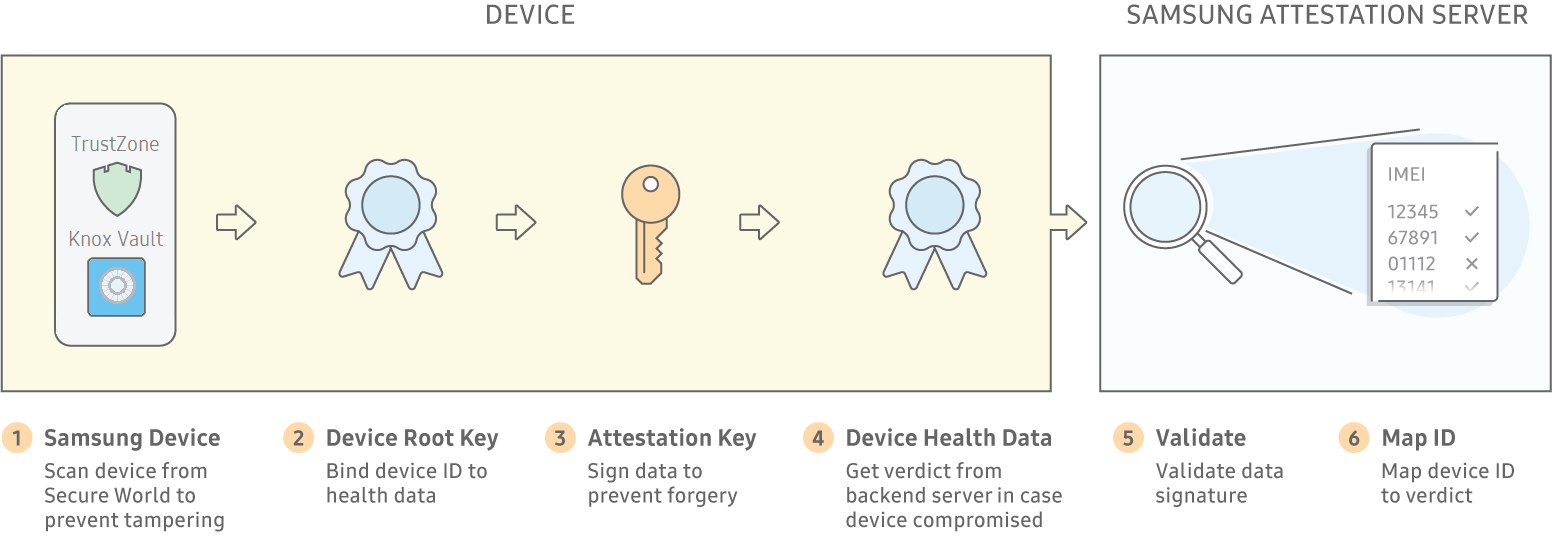 DEVICE
SAMSUNG ATTESTATION SERVER
TrustZone
Knox Vault
IMEI
12345
67891
01112
13141
1 Samsung Device
Scan device from
Secure World to
prevent tampering
2 Device Root Key
Bind device ID to
health data
3 Attestation Key
Sign data to
prevent forgery
4 Device Health Data
Get verdict from
backend server in case
device compromised
5 Validate
Validate data
signature
6 Map ID
Map device ID
to verdict